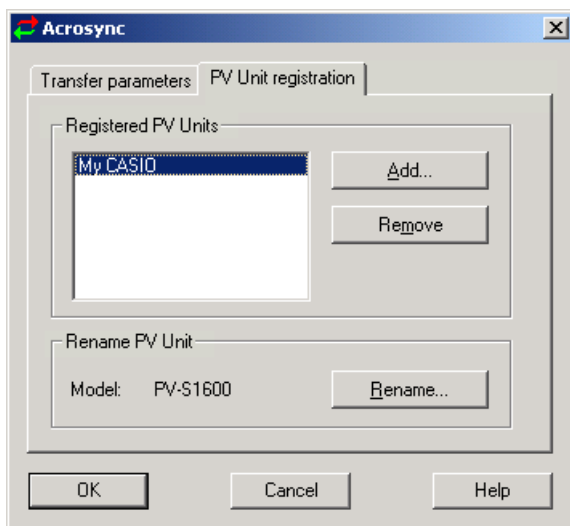 Acrosync
Transfer parameters
PV Unit registration
Registered PV Units
My CASIO
Add...
Remove
Rename PV Unit
Model: PV-S1600
Rename...
OK
Cancel
Help